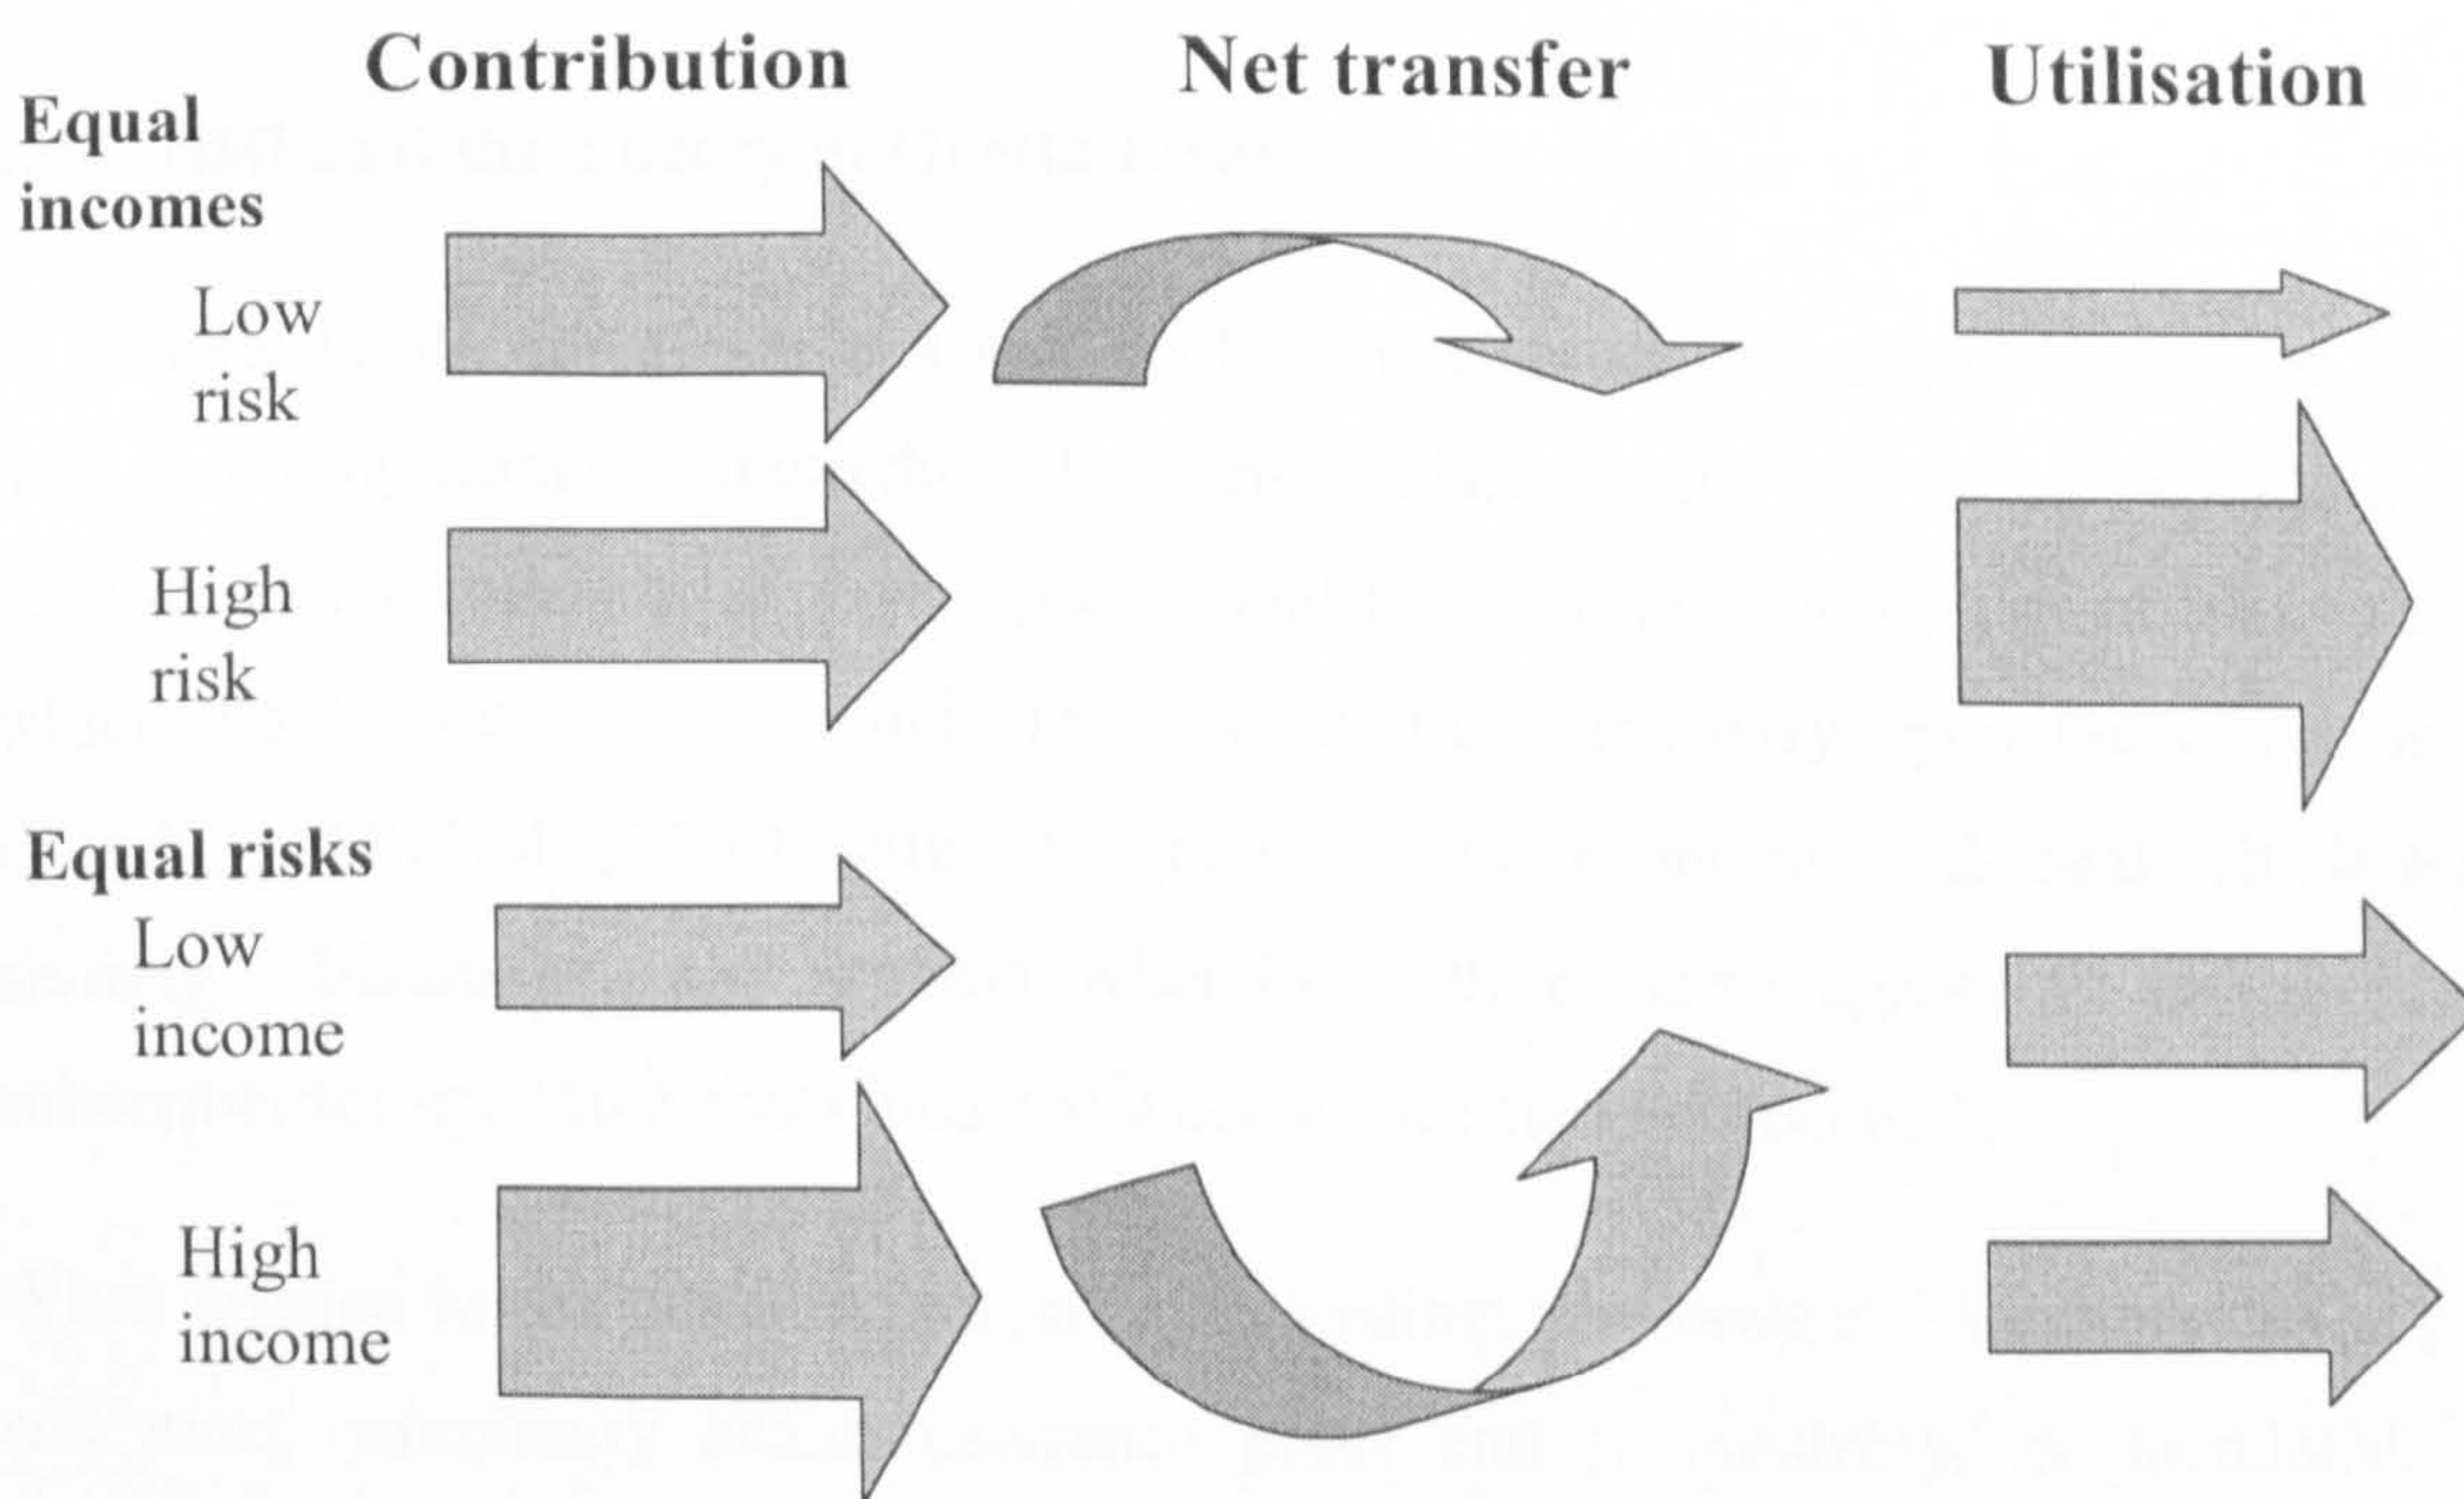 Contribution
Net transfer
Utilisation
Equal
incomes
Low
risk
High
risk
Equal risks
Low
income
High
income